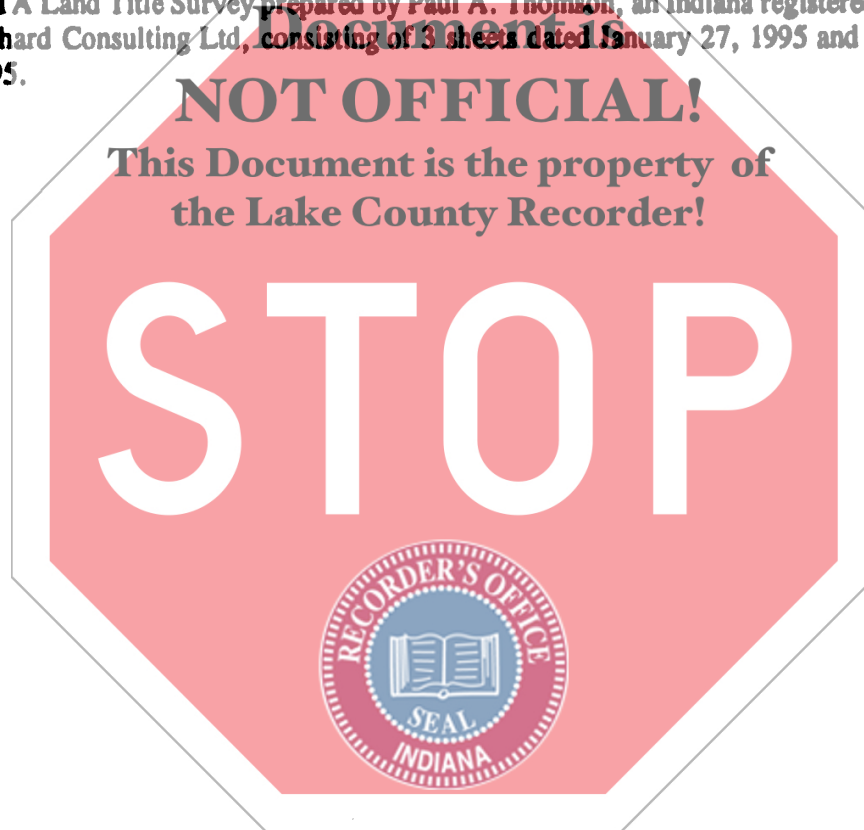 A Land Title Survey prepared by Paul A. Thomson, an Indiana registere
hard Consulting Ltd, consisting of 3 sheets dated January 27, 1995 and
95.
Document is
NOT OFFICIAL!
This Document is the property of
the Lake County Recorder!
STOP
RECORDER'S OFFICE
SEAL
INDIANA